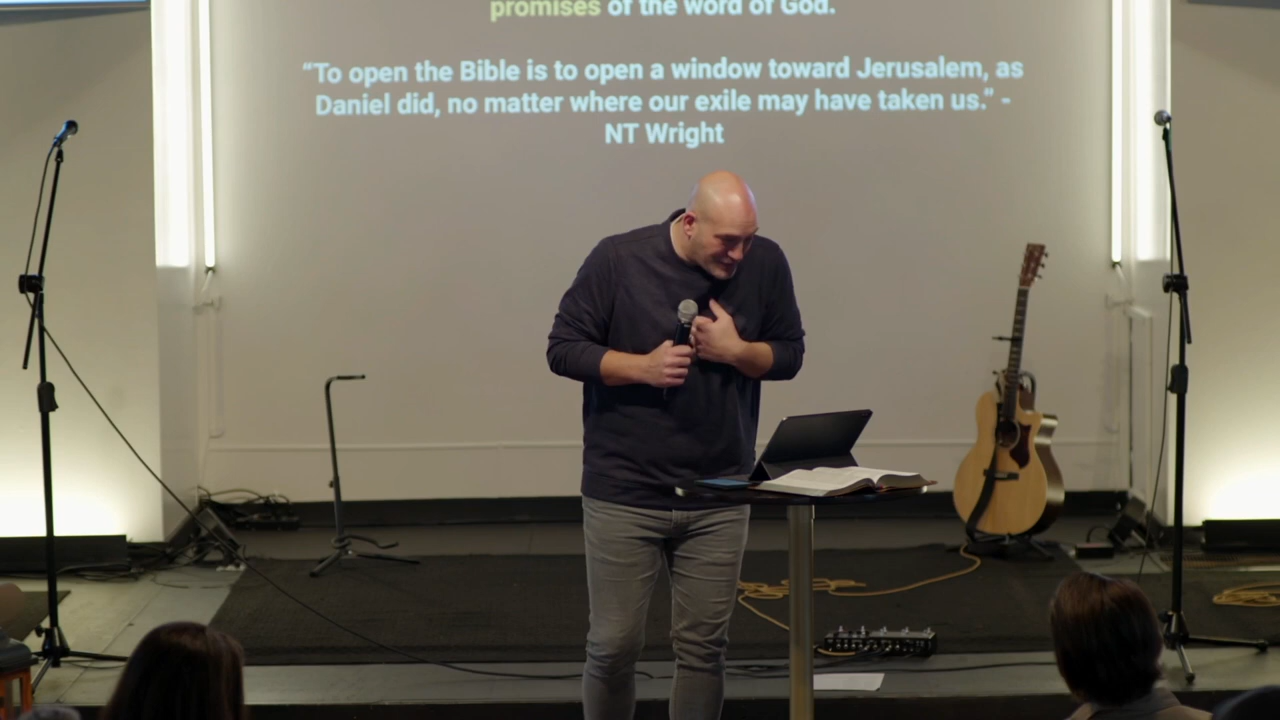 promises of the word of God.
“To open the Bible is to open a window toward Jerusalem, as
Daniel did, no matter where our exile may have taken us.” -
NT Wright